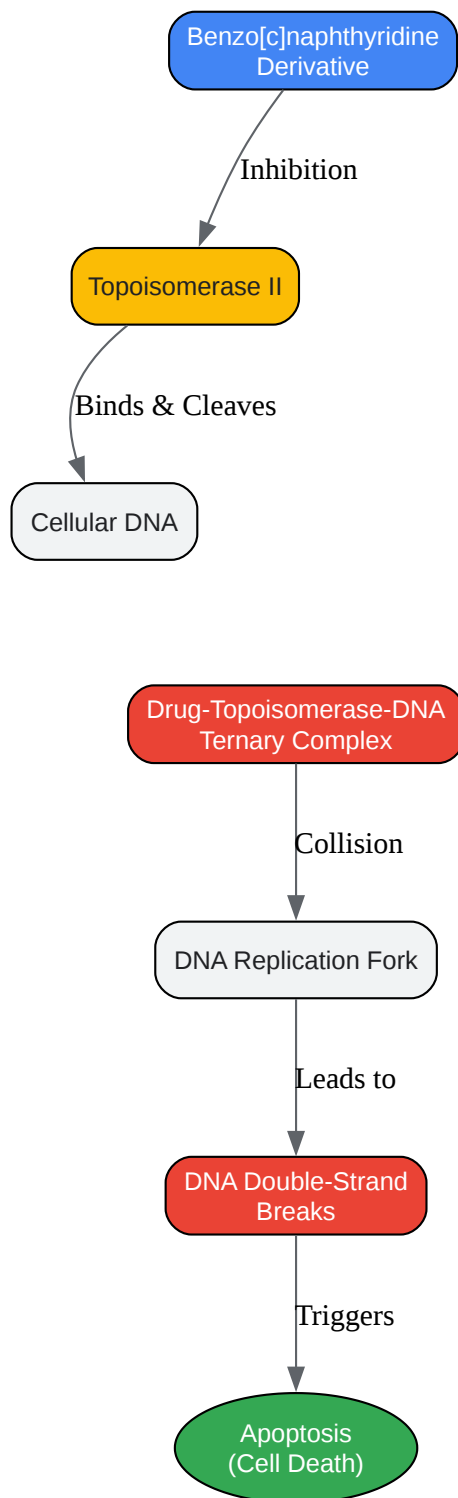 Benzo[c]naphthyridine
Derivative
Inhibition
Topoisomerase II
Binds & Cleaves
Cellular DNA
Drug-Topoisomerase-DNA
Ternary Complex
Collision
DNA Replication Fork
Leads to
DNA Double-Strand
Breaks
Triggers
Apoptosis
(Cell Death)